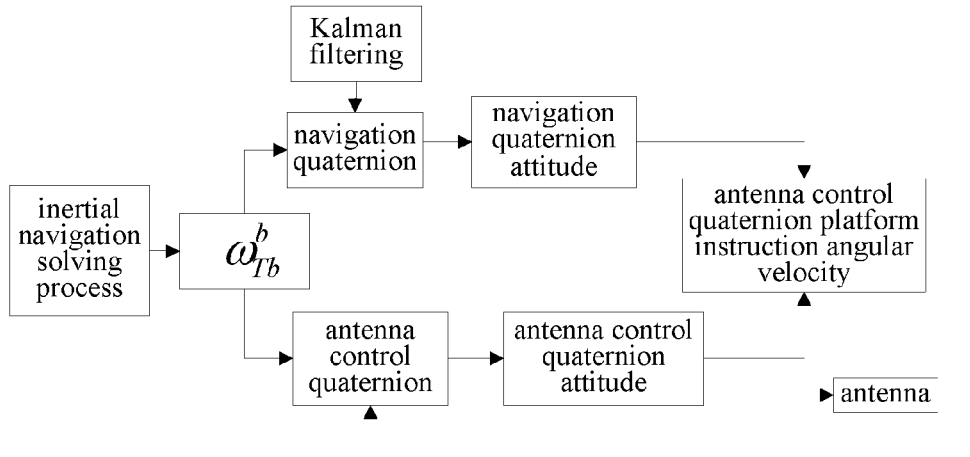 Kalman
filtering
navigation
quaternion
navigation
quaternion
attitude
inertial
navigation
solving
process
ω^b_Tb
antenna control
quaternion platform
instruction angular
velocity
antenna
control
quaternion
antenna control
quaternion
attitude
antenna